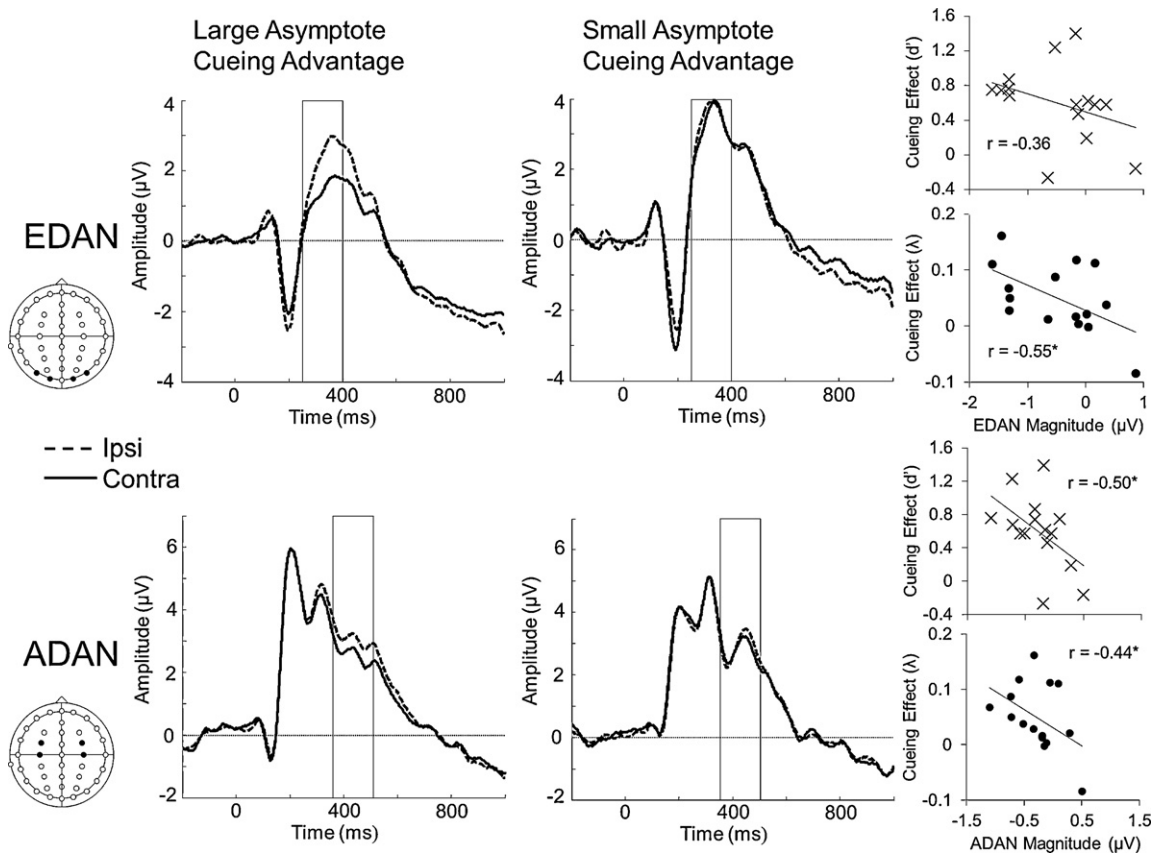 Large Asymptote
Cueing Advantage
Small Asymptote
Cueing Advantage
EDAN
Amplitude (μV)
4
2
0
-2
-4
0 400 800
Time (ms)
Amplitude (μV)
4
2
0
-2
-4
0 400 800
Time (ms)
Cueing Effect (d')
1.6
1.2
0.8
0.4
0
-0.4
r = -0.36
Cueing Effect (λ)
0.2
0.1
0
-0.1
r = -0.55*
-2 -1 0 1
EDAN Magnitude (μV)
Ipsi
Contra
ADAN
Amplitude (μV)
6
4
2
0
-2
0 400 800
Time (ms)
Amplitude (μV)
6
4
2
0
-2
0 400 800
Time (ms)
Cueing Effect (d')
1.6
1.2
0.8
0.4
0
-0.4
r = -0.50*
Cueing Effect (λ)
0.2
0.1
0
-0.1
r = -0.44*
-1.5 -0.5 0.5 1.5
ADAN Magnitude (μV)